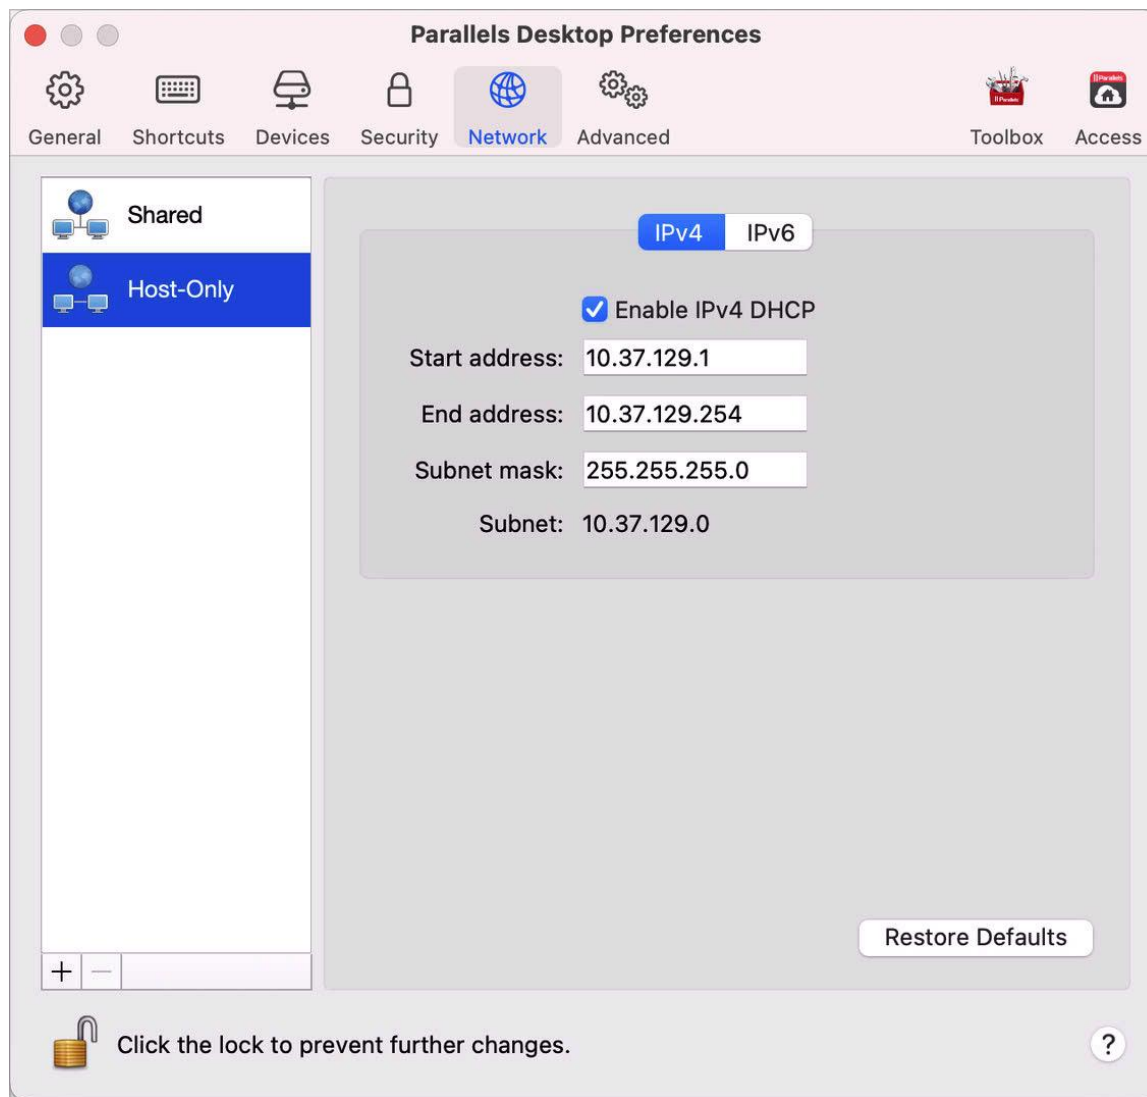 Parallels Desktop Preferences
General Shortcuts Devices Security Network Advanced Toolbox Access
Shared
Host-Only
IPv4 IPv6
Enable IPv4 DHCP
Start address: 10.37.129.1
End address: 10.37.129.254
Subnet mask: 255.255.255.0
Subnet: 10.37.129.0
Restore Defaults
+ −
Click the lock to prevent further changes.
?